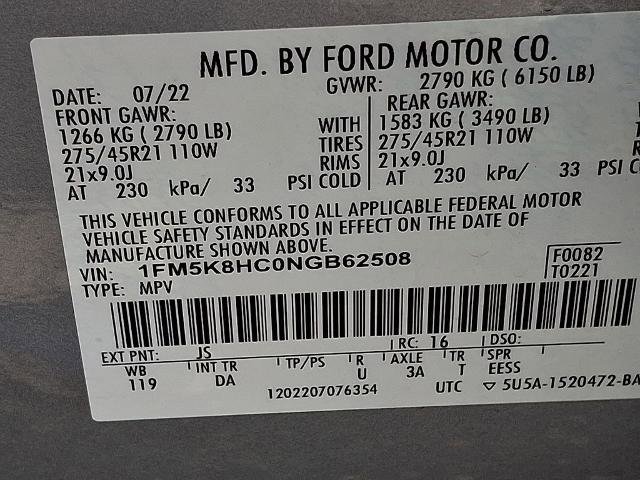 MFD. BY FORD MOTOR CO.
DATE: 07/22 GVWR: 2790 KG ( 6150 LB)
FRONT GAWR: REAR GAWR:
1266 KG ( 2790 LB) WITH 1583 KG ( 3490 LB)
275/45R21 110W TIRES 275/45R21 110W
21x9.0J RIMS 21x9.0J
AT 230 kPa/ 33 PSI COLD AT 230 kPa/ 33 PSI
THIS VEHICLE CONFORMS TO ALL APPLICABLE FEDERAL MOTOR
VEHICLE SAFETY STANDARDS IN EFFECT ON THE DATE OF
MANUFACTURE SHOWN ABOVE.
VIN: 1FM5K8HC0NGB62508 F0082
TYPE: MPV T0221
EXT PNT: JS RC: 16 DSO:
WB INT TR TP/PS R AXLE TR SPR
119 DA U 3A T EESS
1202207076354 UTC ▽ 5U5A-1520472-BA